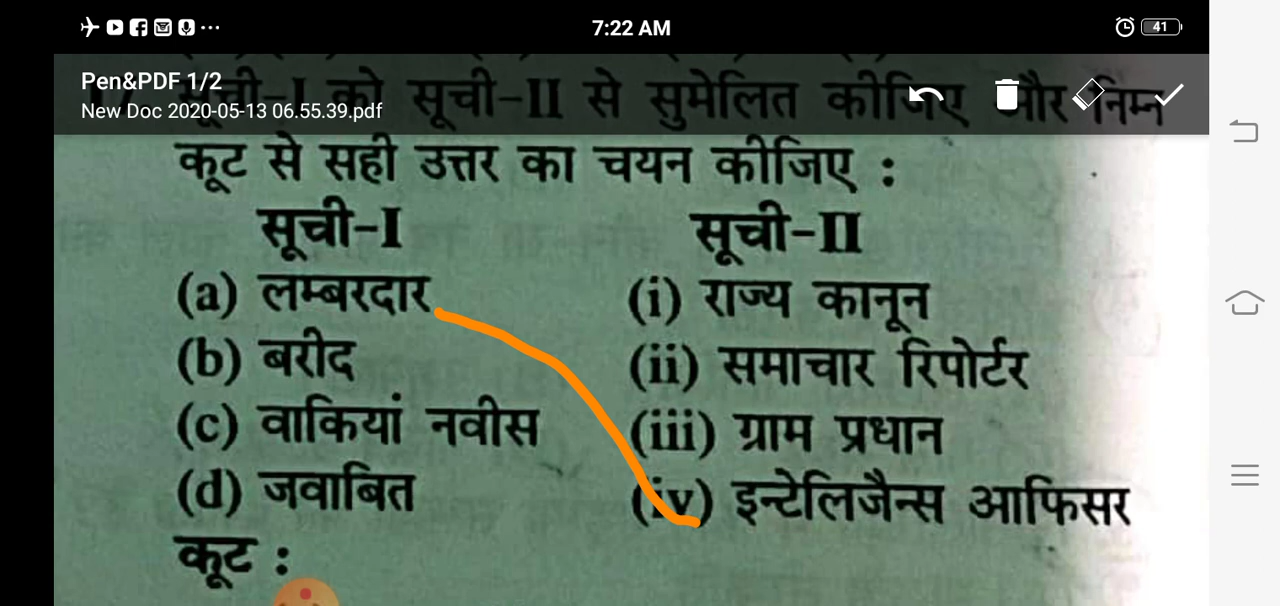 7:22 AM
41
Pen&PDF 1/2
New Doc 2020-05-13 06.55.39.pdf
सूची-I को सूची-II से सुमेलित कीजिए और निम्न
कूट से सही उत्तर का चयन कीजिए :
सूची-I सूची-II
(a) लम्बरदार (i) राज्य कानून
(b) बरीद (ii) समाचार रिपोर्टर
(c) वाकियां नवीस (iii) ग्राम प्रधान
(d) जवाबित (iv) इन्टेलिजैन्स आफिसर
कूट :